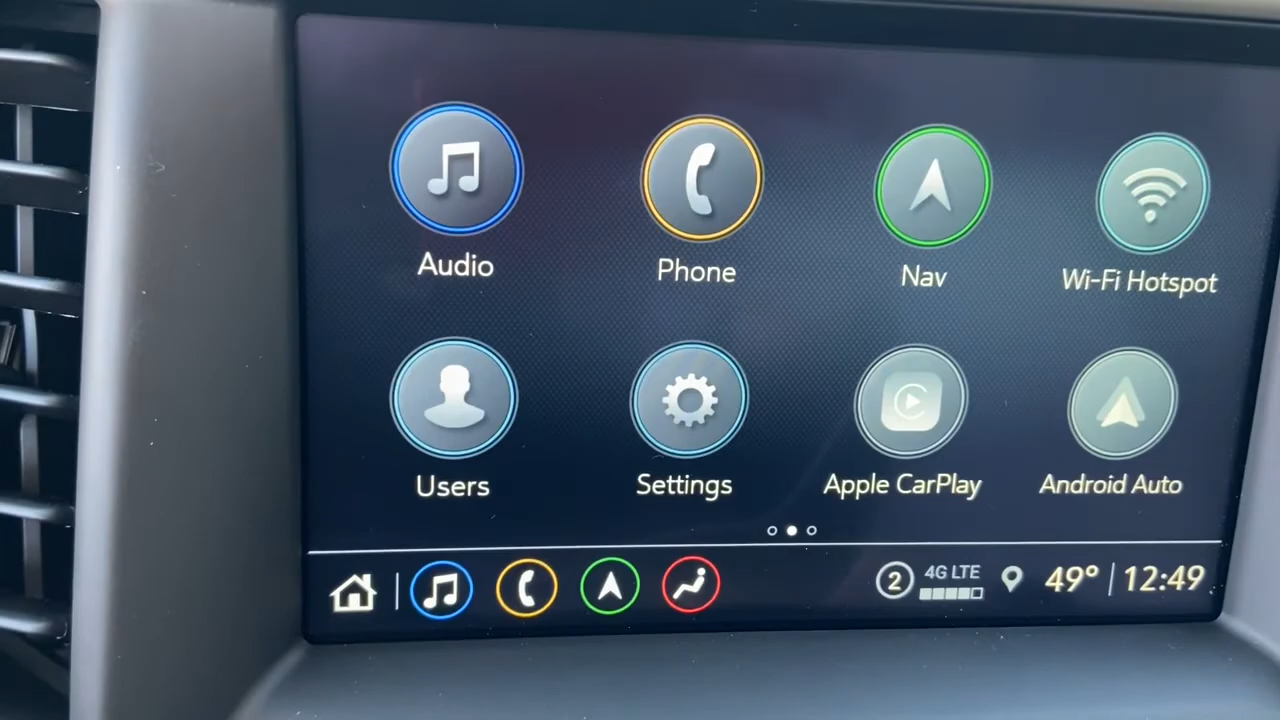 Audio
Phone
Nav
Wi-Fi Hotspot
Users
Settings
Apple CarPlay
Android Auto
2
4G LTE
49°
12:49